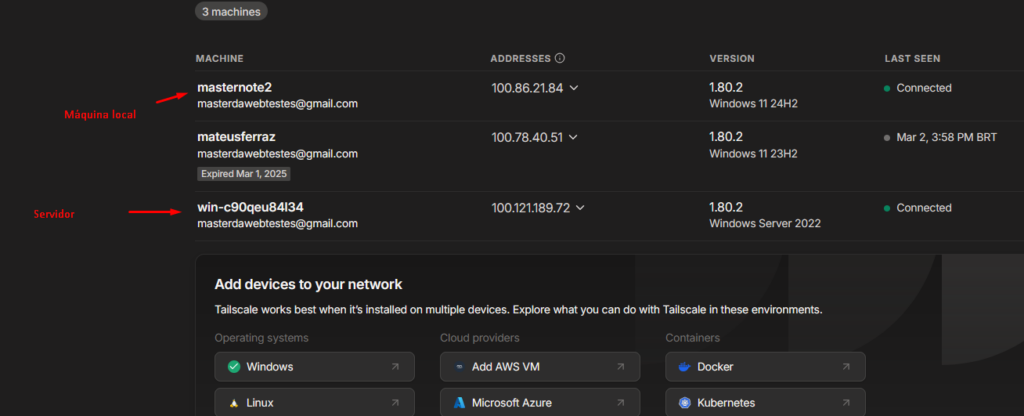 3 machines
MACHINE ADDRESSES VERSION LAST SEEN
masternote2 100.86.21.84 1.80.2 Connected
masterdawebtestes@gmail.com Windows 11 24H2
Máquina local
mateusferraz 100.78.40.51 1.80.2 Mar 2, 3:58 PM BRT
masterdawebtestes@gmail.com Windows 11 23H2
Expired Mar 1, 2025
Servidor
win-c90qeu84l34 100.121.189.72 1.80.2 Connected
masterdawebtestes@gmail.com Windows Server 2022
Add devices to your network
Tailscale works best when it’s installed on multiple devices. Explore what you can do with Tailscale in these environments.
Operating systems Cloud providers Containers
Windows Add AWS VM Docker
Linux Microsoft Azure Kubernetes